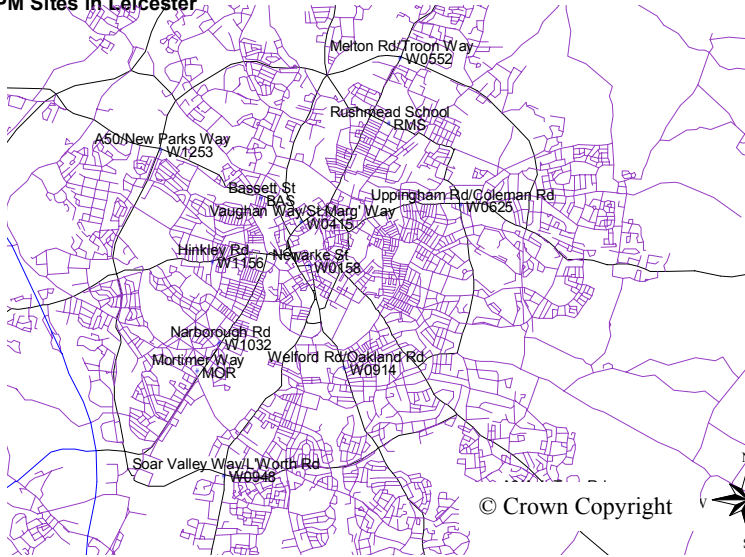 PM Sites in Leicester
Melton Rd/Troon Way
W0552
Rushmead School
RMS
A50/New Parks Way
W1253
Bassett St
BAS
Uppingham Rd/Coleman Rd
W0625
Vaughan Way/St.Marg' Way
W0415
Hinkley Rd
W1156
Newarke St
W0158
Narborough Rd
W1032
Mortimer Way
MOR
Welford Rd/Oakland Rd
W0914
Soar Valley Way/L'Worth Rd
W0948
© Crown Copyright